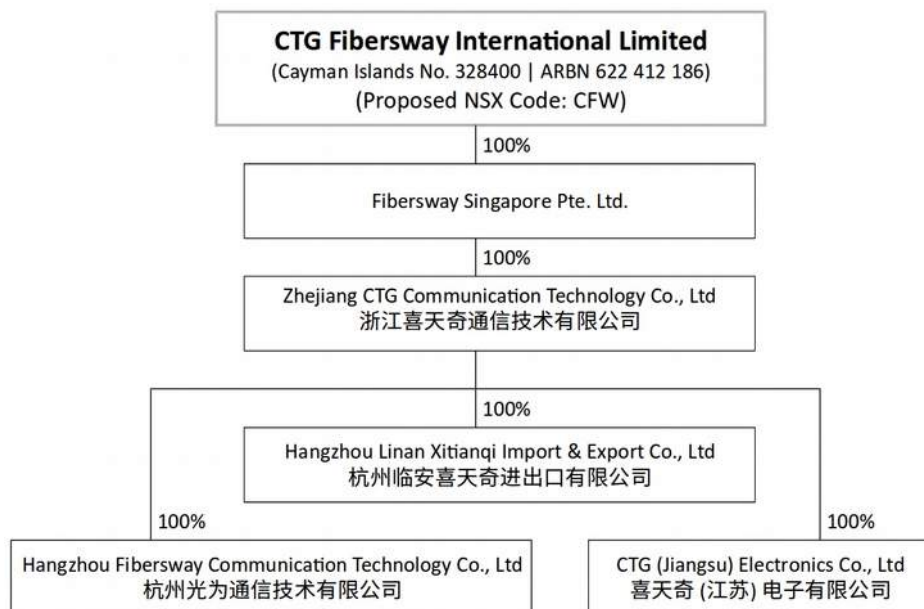 CTG Fibersway International Limited
(Cayman Islands No. 328400 | ARBN 622 412 186)
(Proposed NSX Code: CFW)
100%
Fibersway Singapore Pte. Ltd.
100%
Zhejiang CTG Communication Technology Co., Ltd
浙江喜天奇通信技术有限公司
100%
Hangzhou Linan Xitianqi Import & Export Co., Ltd
杭州临安喜天奇进出口有限公司
100%
Hangzhou Fibersway Communication Technology Co., Ltd
杭州光为通信技术有限公司
100%
CTG (Jiangsu) Electronics Co., Ltd
喜天奇 (江苏) 电子有限公司